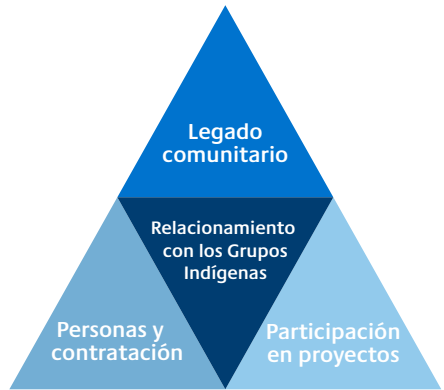 Legado
comunitario
Relacionamiento
con los Grupos
Indígenas
Personas y
contratación
Participación
en proyectos